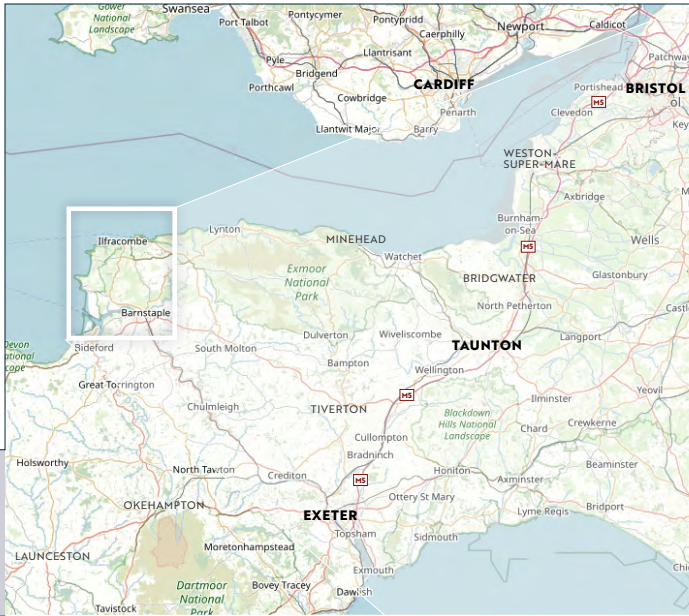 Gower
National
Landscape
Swansea
Port Talbot
Pontycymer
Pontypridd
Caerphilly
Newport
Caldicot
Llantrisant
Pyle
Bridgend
Porthcawl
Cowbridge
CARDIFF
Penarth
Llantwit Major
Barry
Patchway
Portishead
BRISTOL
M5
Clevedon
WESTON-
SUPER-MARE
Axbridge
Burnham-
on-Sea
Wells
M5
Ilfracombe
Lynton
MINEHEAD
Watchet
Exmoor
National
Park
BRIDGWATER
Glastonbury
North Petherton
Barnstaple
Bideford
South Molton
Dulverton
Wiveliscombe
TAUNTON
Langport
Bampton
Wellington
Great Torrington
Chulmleigh
TIVERTON
M5
Ilminster
Yeovil
Blackdown
Hills National
Landscape
Chard
Crewkerne
Cullompton
Bradninch
Holsworthy
North Tawton
Crediton
M5
Honiton
Axminster
Beaminster
Ottery St Mary
OKEHAMPTON
EXETER
Lyme Regis
Bridport
Topsham
Sidmouth
Moretonhampstead
LAUNCESTON
Exmouth
Bovey Tracey
Dawlish
Dartmoor
National
Park
Tavistock